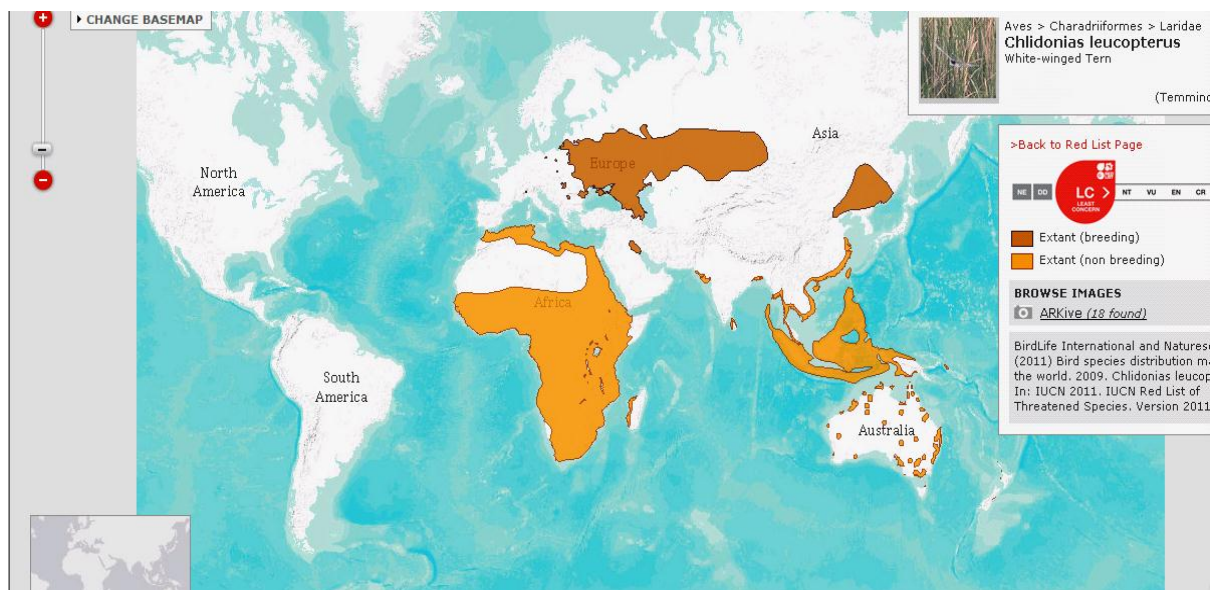 CHANGE BASEMAP
Aves > Charadriiformes > Laridae
Chlidonias leucopterus
White-winged Tern
(Temminc
North
America
Europe
Asia
Africa
South
America
Australia
>Back to Red List Page
NE DD LC > NT VU EN CR
LEAST
CONCERN
Extant (breeding)
Extant (non breeding)
BROWSE IMAGES
ARKive (18 found)
BirdLife International and Naturese
(2011) Bird species distribution ma
the world. 2009. Chlidonias leucop
In: IUCN 2011. IUCN Red List of
Threatened Species. Version 2011